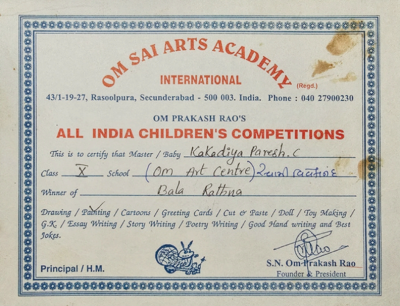 OM SAI ARTS ACADEMY
(Regd.)
INTERNATIONAL
43/1-19-27, Rasoolpura, Secunderabad - 500 003. India. Phone : 040 27900230
OM PRAKASH RAO'S
ALL INDIA CHILDREN'S COMPETITIONS
This is to certify that Master / Baby Kakadiya Paresh.C
Class X School (Om Art Centre)
Winner of Bala Rathna
Drawing / Painting / Cartoons / Greeting Cards / Cut & Paste / Doll / Toy Making /
G.K, Essay Writing / Story Writing / Poetry Writing / Good Hand writing and Best
Jokes.
Principal / H.M.
S.N. Om Prakash Rao
Founder & President